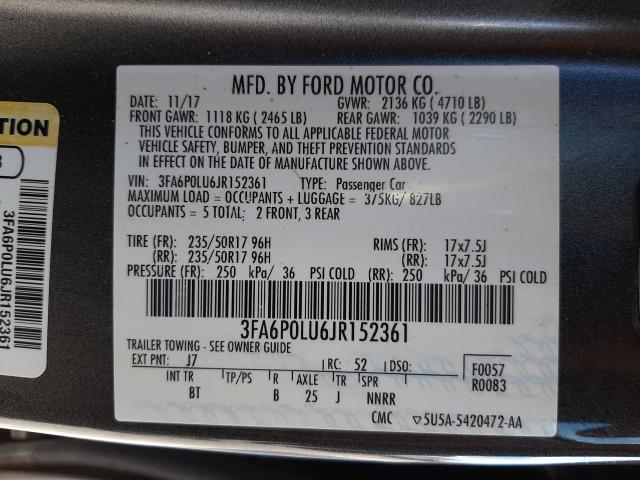 MFD. BY FORD MOTOR CO.
DATE: 11/17 GVWR: 2136 KG ( 4710 LB)
FRONT GAWR: 1118 KG ( 2465 LB) REAR GAWR: 1039 KG ( 2290 LB)
THIS VEHICLE CONFORMS TO ALL APPLICABLE FEDERAL MOTOR
VEHICLE SAFETY, BUMPER, AND THEFT PREVENTION STANDARDS
IN EFFECT ON THE DATE OF MANUFACTURE SHOWN ABOVE.
VIN: 3FA6P0LU6JR152361 TYPE: Passenger Car
MAXIMUM LOAD = OCCUPANTS + LUGGAGE = 375KG/ 827LB
OCCUPANTS = 5 TOTAL; 2 FRONT, 3 REAR
TIRE (FR): 235/50R17 96H RIMS (FR): 17x7.5J
(RR): 235/50R17 96H (RR): 17x7.5J
PRESSURE (FR): 250 kPa/ 36 PSI COLD (RR): 250 kPa/ 36 PSI COLD
3FA6P0LU6JR152361
TRAILER TOWING - SEE OWNER GUIDE
EXT PNT: J7 RC: 52 DSO: F0057
R0083
INT TR TP/PS R AXLE TR SPR
BT B 25 J NNRR
CMC ▽5U5A-5420472-AA
TION
3FA6P0LU6JR152361